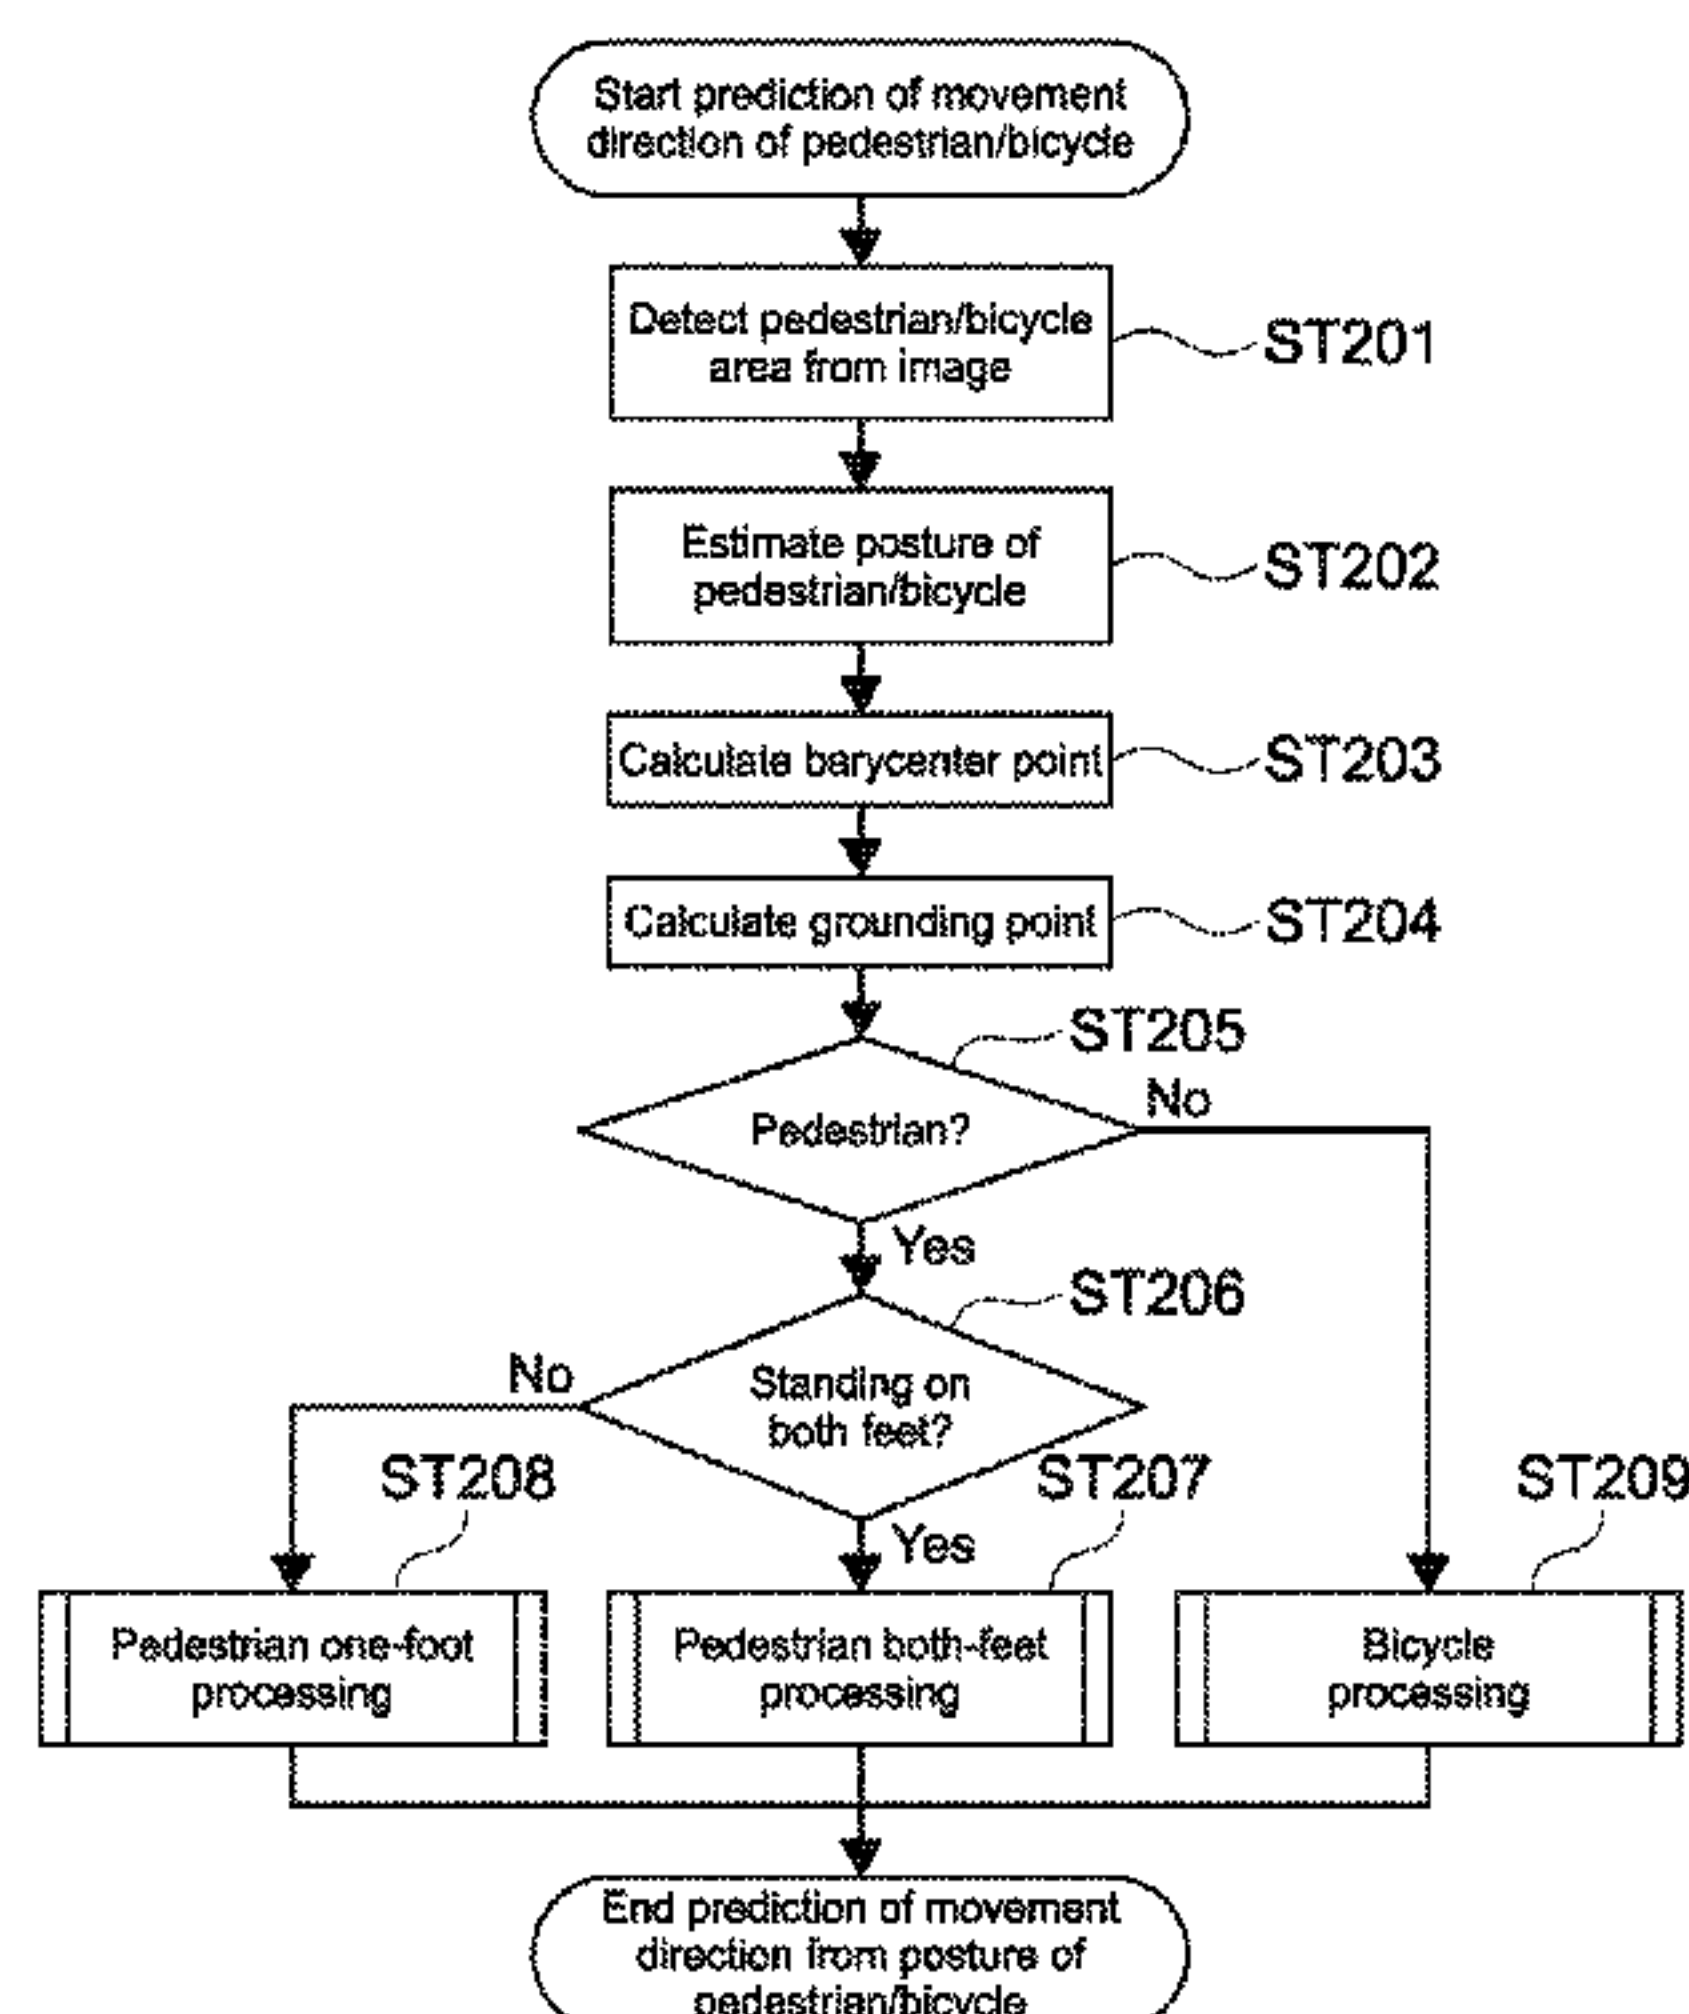 Start prediction of movement
direction of pedestrian/bicycle
Detect pedestrian/bicycle
area from image
ST201
Estimate posture of
pedestrian/bicycle
ST202
Calculate barycenter point
ST203
Calculate grounding point
ST204
ST205
Pedestrian?
No
Yes
ST206
Standing on
both feet?
No
Yes
ST208
ST207
ST209
Pedestrian one-foot
processing
Pedestrian both-feet
processing
Bicycle
processing
End prediction of movement
direction from posture of
pedestrian/bicycle